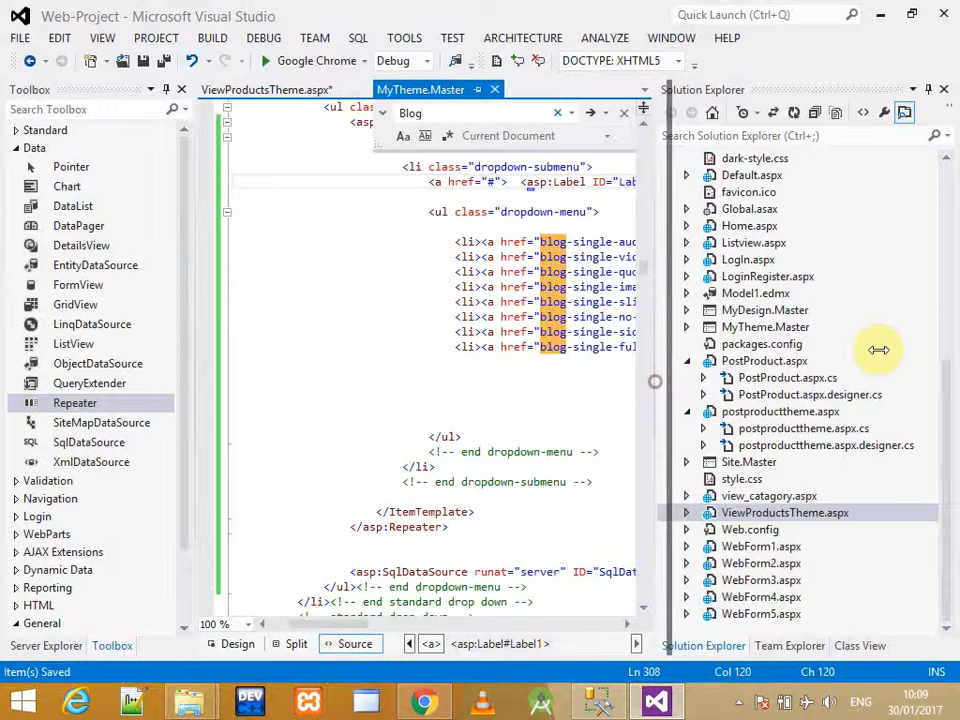 Web-Project - Microsoft Visual Studio
Quick Launch (Ctrl+Q)
FILE EDIT VIEW PROJECT BUILD DEBUG TEAM SQL TOOLS TEST ARCHITECTURE ANALYZE WINDOW HELP
Google Chrome Debug DOCTYPE: XHTML5
Toolbox
Search Toolbox
Standard
Data
Pointer
Chart
DataList
DataPager
DetailsView
EntityDataSource
FormView
GridView
LinqDataSource
ListView
ObjectDataSource
QueryExtender
Repeater
SiteMapDataSource
SqlDataSource
XmlDataSource
Validation
Navigation
Login
WebParts
AJAX Extensions
Dynamic Data
Reporting
HTML
General
Server Explorer Toolbox
ViewProductsTheme.aspx* MyTheme.Master
Blog
Aa Ab Current Document
<ul class=
<asp
<li class="dropdown-submenu">
<a href="#"> <asp:Label ID="Lab
<ul class="dropdown-menu">
<li><a href="blog-single-aud
<li><a href="blog-single-vid
<li><a href="blog-single-quo
<li><a href="blog-single-ima
<li><a href="blog-single-sli
<li><a href="blog-single-no-
<li><a href="blog-single-sid
<li><a href="blog-single-ful
</ul>
<!-- end dropdown-menu -->
</li>
<!-- end dropdown-submenu -->
</ItemTemplate>
</asp:Repeater>
<asp:SqlDataSource runat="server" ID="SqlDat
</ul><!-- end dropdown-menu -->
</li><!-- end standard drop down -->
100 %
Design Split Source <a> <asp:Label#Label1>
Solution Explorer
Search Solution Explorer (Ctrl+;)
dark-style.css
Default.aspx
favicon.ico
Global.asax
Home.aspx
Listview.aspx
LogIn.aspx
LoginRegister.aspx
Model1.edmx
MyDesign.Master
MyTheme.Master
packages.config
PostProduct.aspx
PostProduct.aspx.cs
PostProduct.aspx.designer.cs
postproducttheme.aspx
postproducttheme.aspx.cs
postproducttheme.aspx.designer.cs
Site.Master
style.css
view_catagory.aspx
ViewProductsTheme.aspx
Web.config
WebForm1.aspx
WebForm2.aspx
WebForm3.aspx
WebForm4.aspx
WebForm5.aspx
Solution Explorer Team Explorer Class View
Item(s) Saved Ln 308 Col 120 Ch 120 INS
DEV
ENG
10:09
30/01/2017